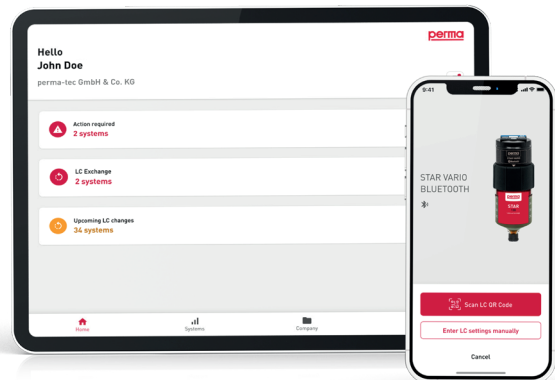 perma
Hello
John Doe
perma-tec GmbH & Co. KG
Action required
2 systems
LC Exchange
2 systems
Upcoming LC changes
34 systems
Home
Systems
Company
9:41
STAR VARIO
BLUETOOTH
perma
STAR
Scan LC QR Code
Enter LC settings manually
Cancel